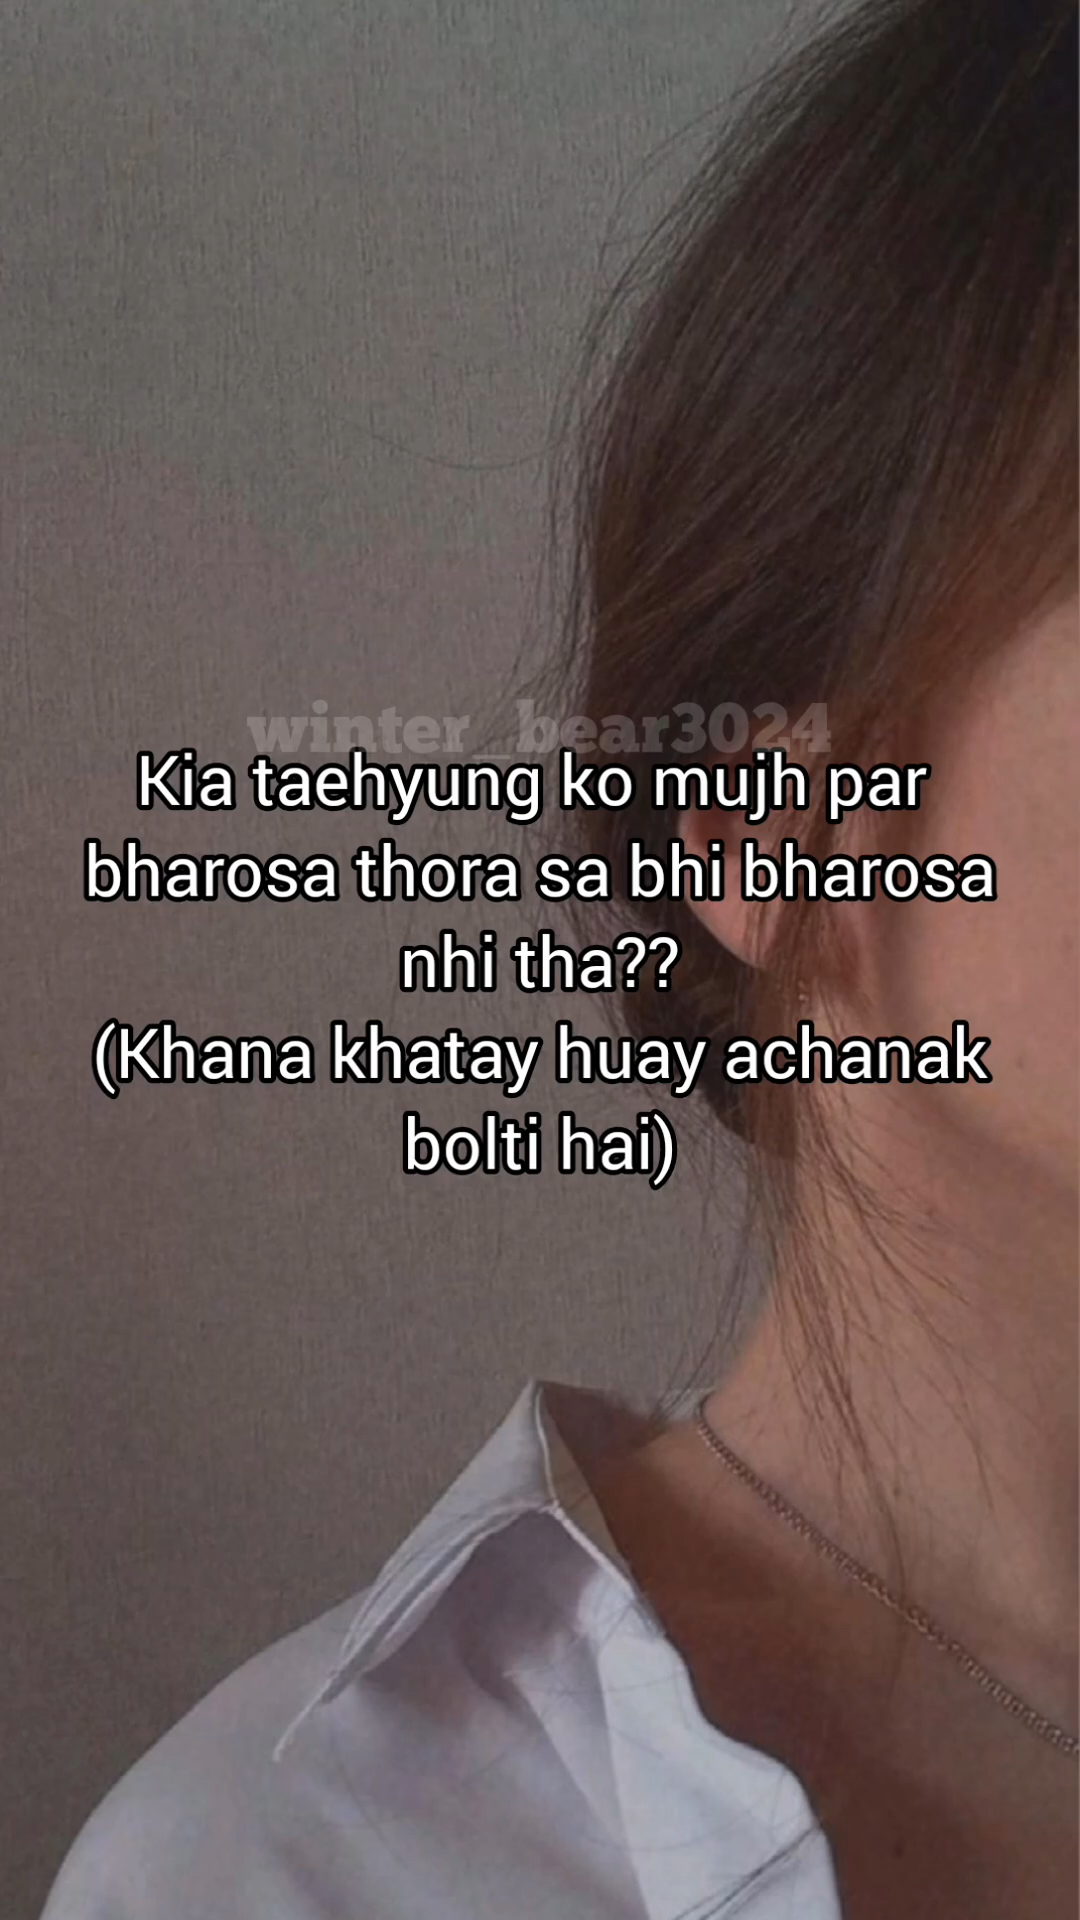 winter_bear3024
Kia taehyung ko mujh par
bharosa thora sa bhi bharosa
nhi tha??
(Khana khatay huay achanak
bolti hai)